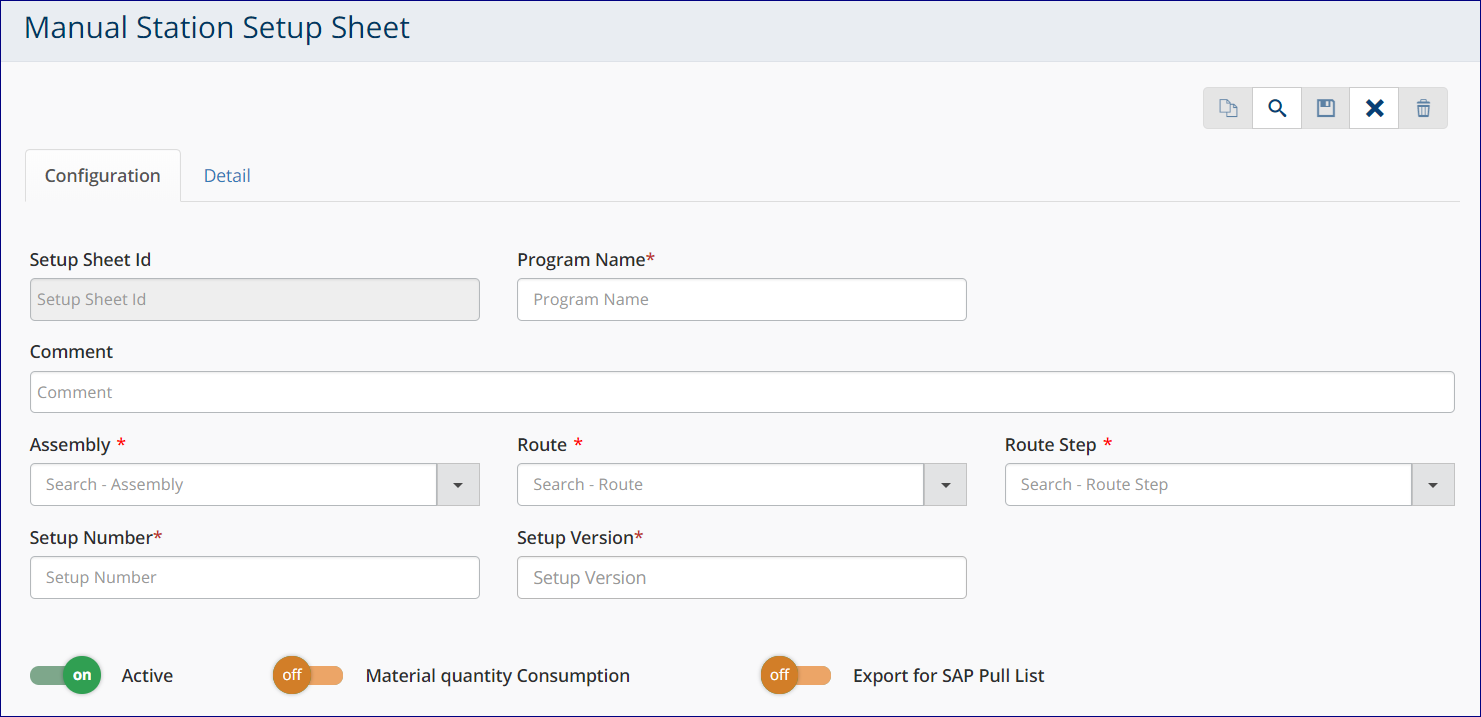 Manual Station Setup Sheet
Configuration Detail
Setup Sheet Id Program Name*
Setup Sheet Id Program Name
Comment
Comment
Assembly * Route * Route Step *
Search - Assembly Search - Route Search - Route Step
Setup Number* Setup Version*
Setup Number Setup Version
on Active off Material quantity Consumption off Export for SAP Pull List